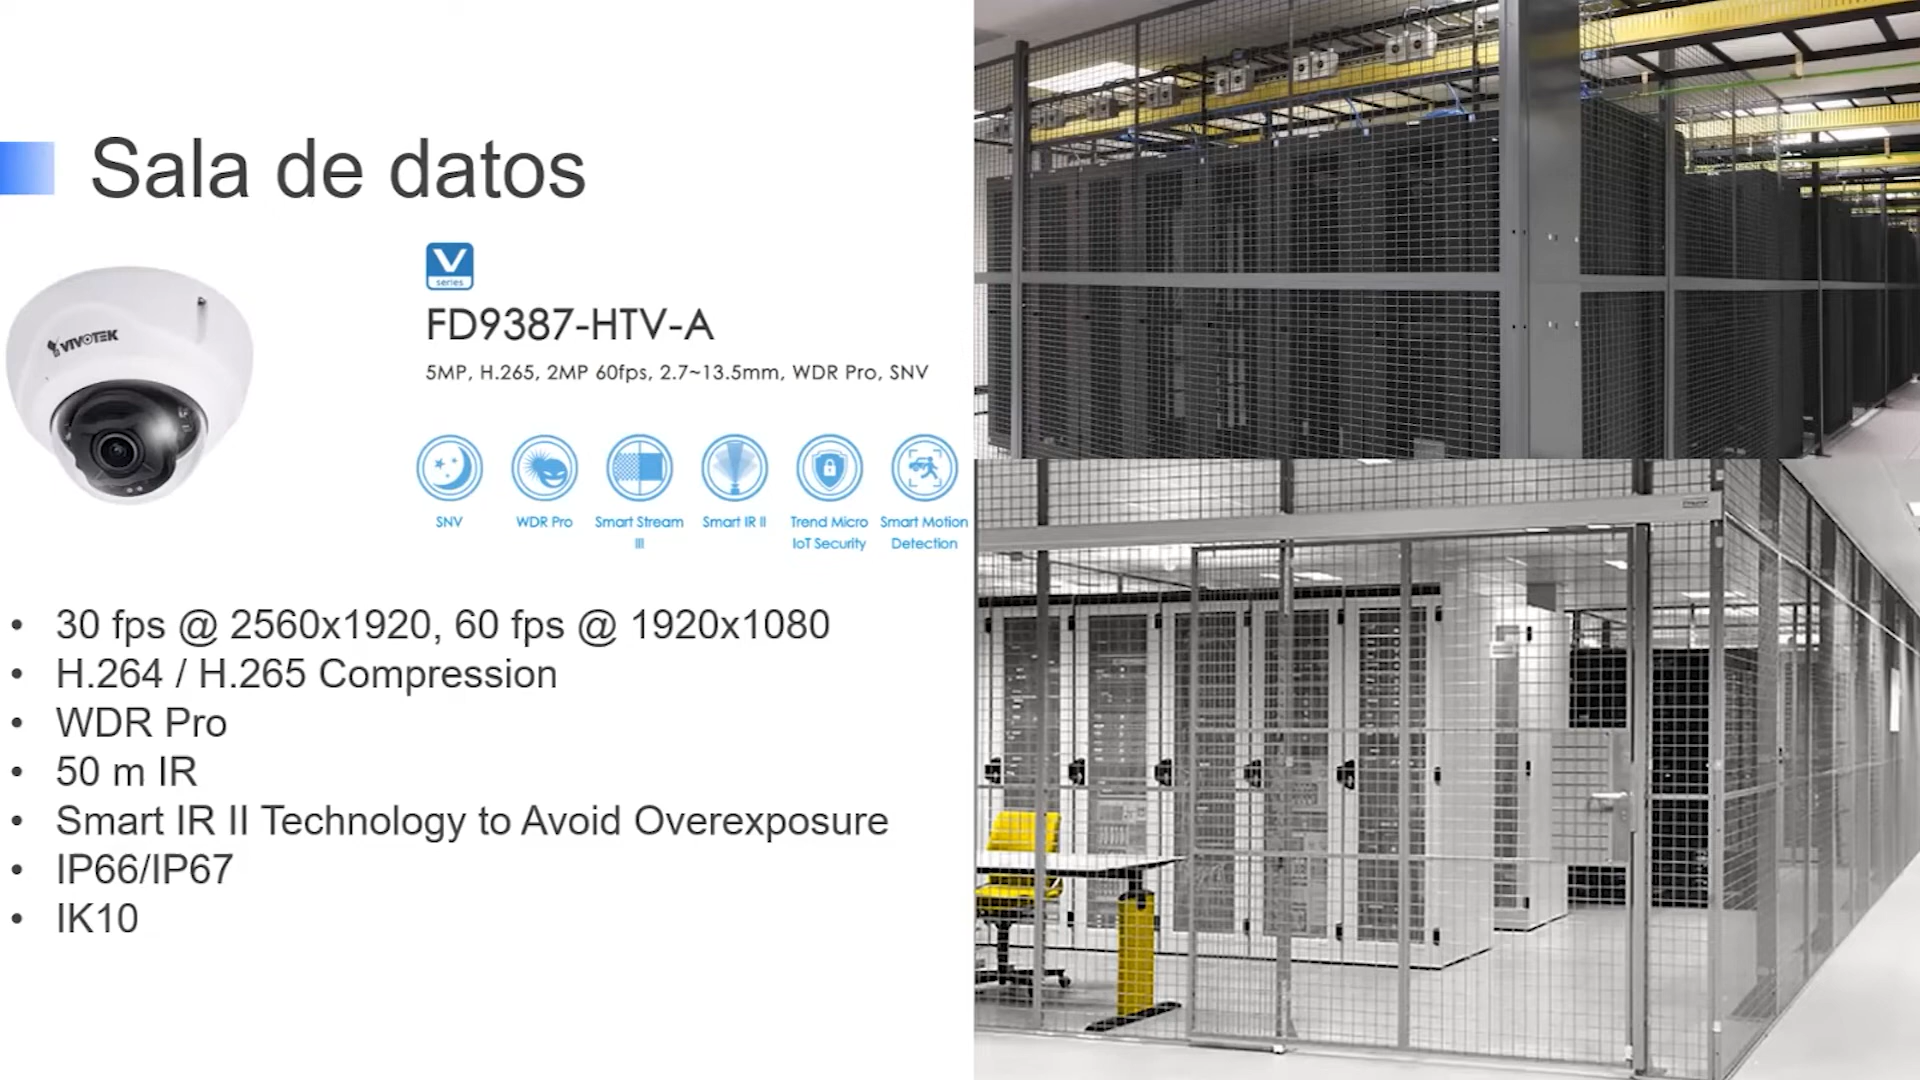 Sala de datos
V
series
FD9387-HTV-A
5MP, H.265, 2MP 60fps, 2.7~13.5mm, WDR Pro, SNV
VIVOTEK
SNV
WDR Pro
Smart Stream
III
Smart IR II
Trend Micro
IoT Security
Smart Motion
Detection
• 30 fps @ 2560x1920, 60 fps @ 1920x1080
• H.264 / H.265 Compression
• WDR Pro
• 50 m IR
• Smart IR II Technology to Avoid Overexposure
• IP66/IP67
• IK10